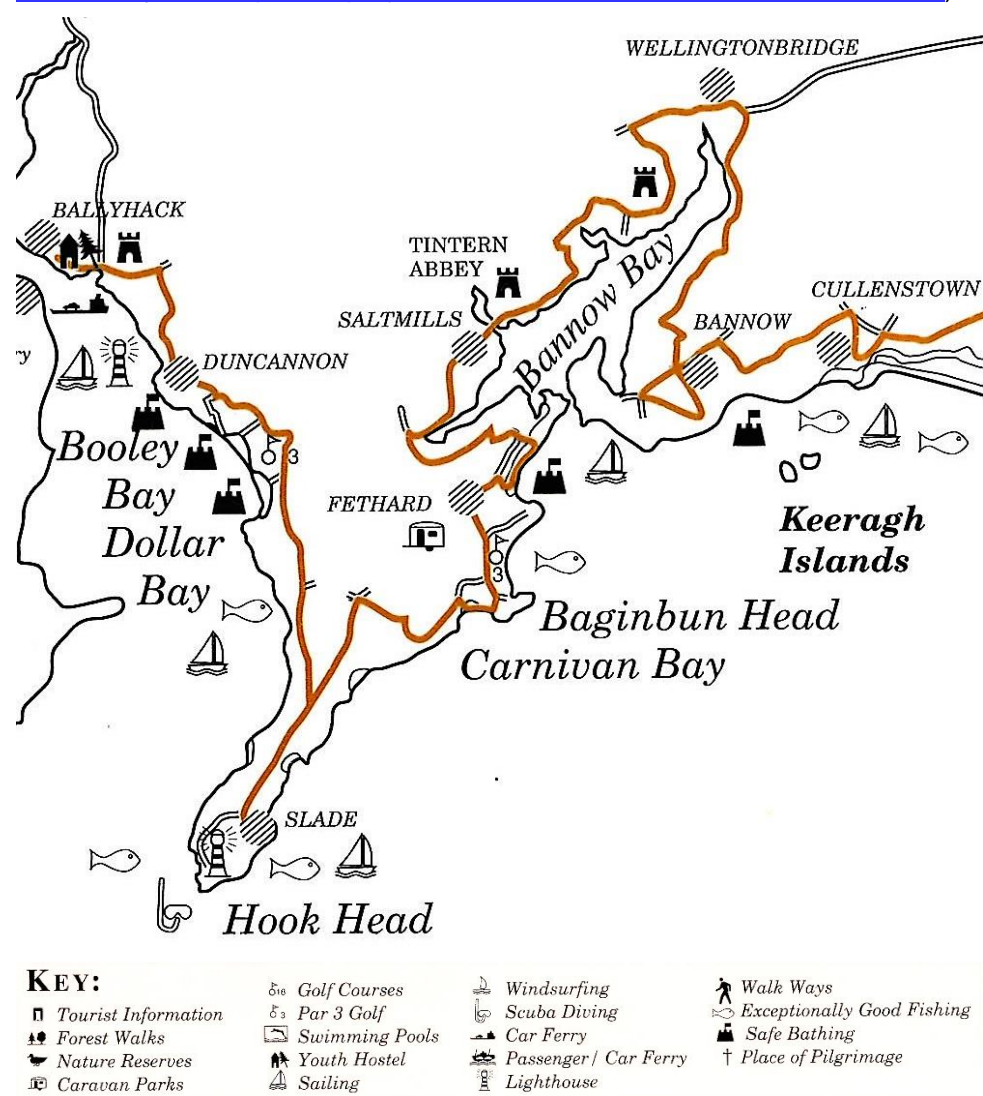 WELLINGTONBRIDGE
BALLYHACK
TINTERN
ABBEY
CULLENSTOWN
SALTMILLS
BANNOW
Bannow Bay
ry
DUNCANNON
Booley
Bay
3
Dollar
Bay
FETHARD
Keeragh
Islands
3
Baginbun Head
Carnivan Bay
SLADE
Hook Head
KEY:
Tourist Information
Forest Walks
Nature Reserves
Caravan Parks
18 Golf Courses
3 Par 3 Golf
Swimming Pools
Youth Hostel
Sailing
Windsurfing
Scuba Diving
Car Ferry
Passenger / Car Ferry
Lighthouse
Walk Ways
Exceptionally Good Fishing
Safe Bathing
Place of Pilgrimage